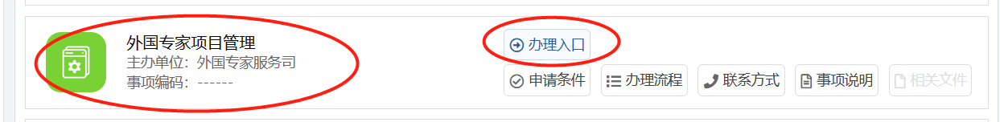 外国专家项目管理
主办单位：外国专家服务司
事项编码：------
办理入口
申请条件 办理流程 联系方式 事项说明 相关文件